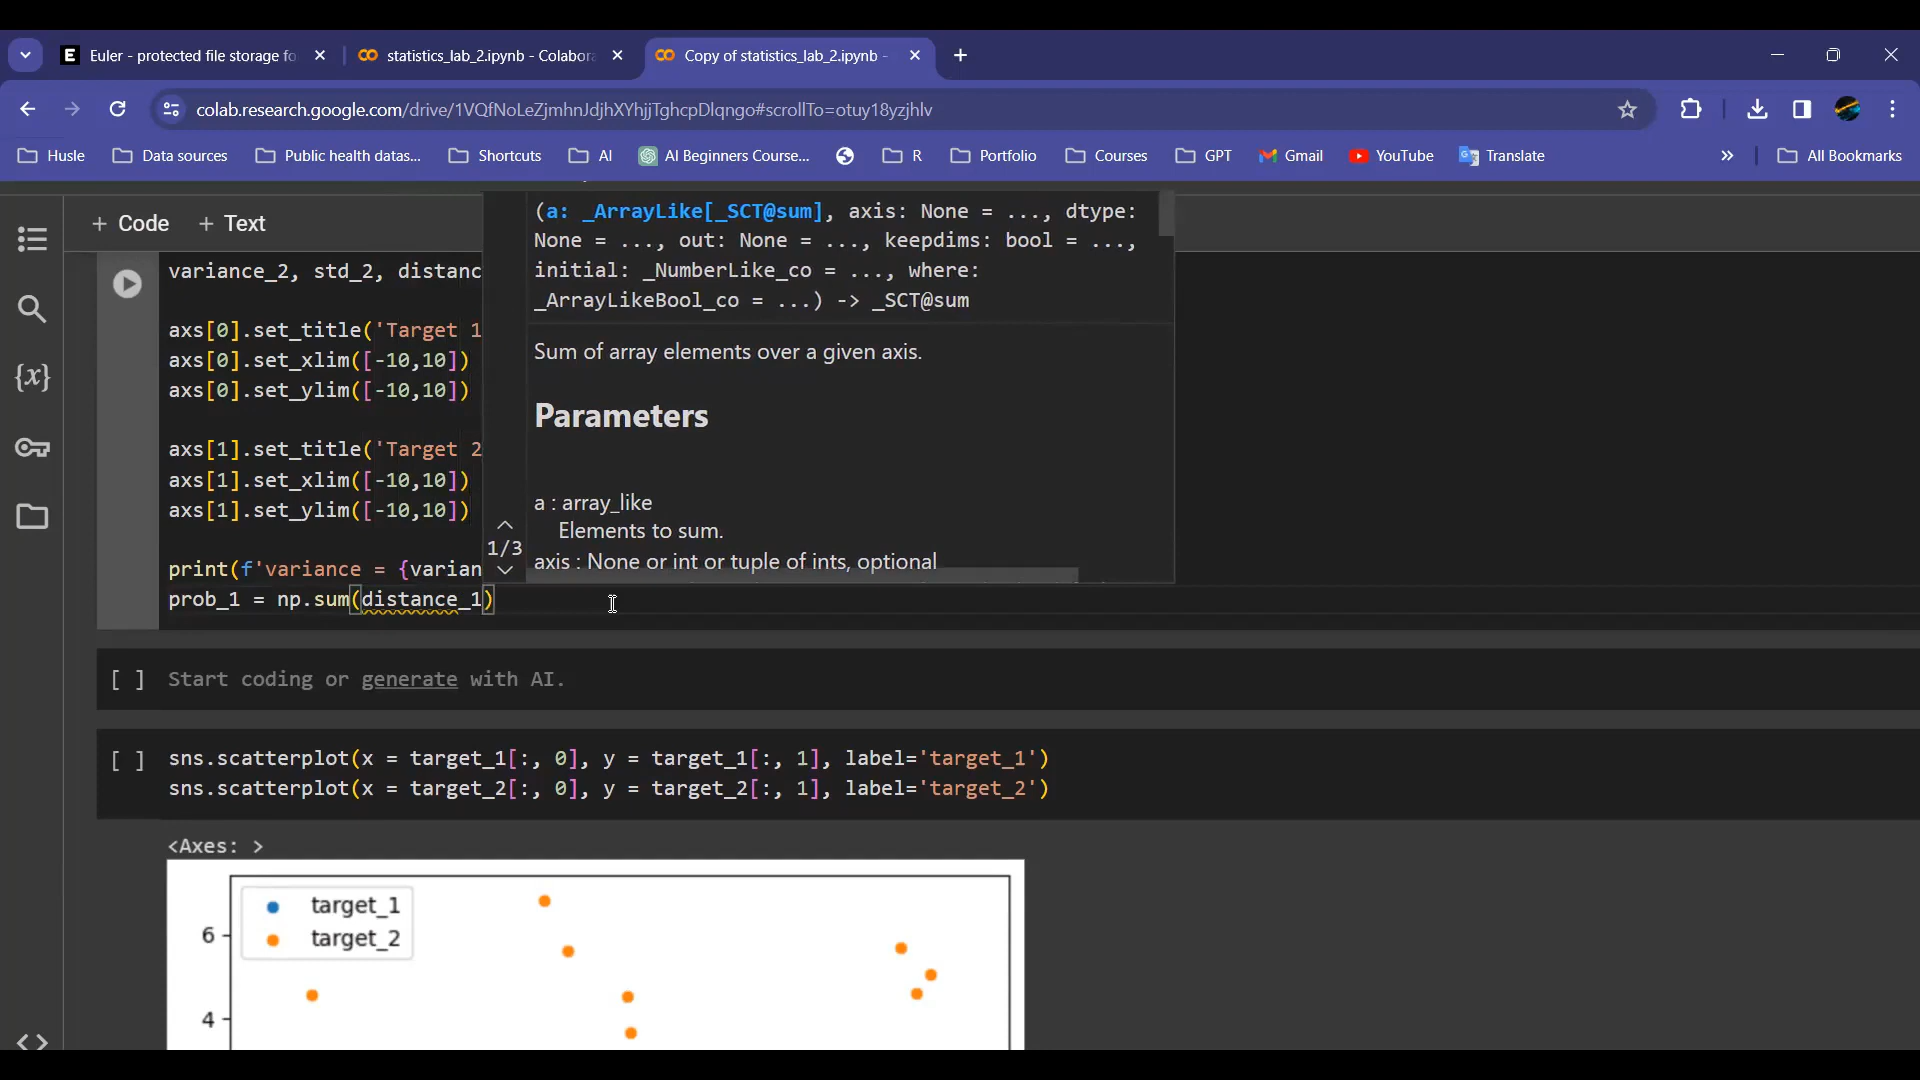 Euler - protected file storage fo
statistics_lab_2.ipynb - Colabora
Copy of statistics_lab_2.ipynb -
colab.research.google.com/drive/1VQfNoLeZjmhnJdjhXYhjjTghcpDlqngo#scrollTo=otuy18yzjhlv
Husle
Data sources
Public health datas...
Shortcuts
AI
AI Beginners Course...
R
Portfolio
Courses
GPT
Gmail
YouTube
Translate
All Bookmarks
+ Code + Text
variance_2, std_2, distanc
axs[0].set_title('Target 1
axs[0].set_xlim([-10,10])
axs[0].set_ylim([-10,10])
axs[1].set_title('Target 2
axs[1].set_xlim([-10,10])
axs[1].set_ylim([-10,10])
print(f'variance = {varian
prob_1 = np.sum(distance_1)
(a: _ArrayLike[_SCT@sum], axis: None = ..., dtype:
None = ..., out: None = ..., keepdims: bool = ...,
initial: _NumberLike_co = ..., where:
_ArrayLikeBool_co = ...) -> _SCT@sum
Sum of array elements over a given axis.
Parameters
a : array_like
Elements to sum.
axis : None or int or tuple of ints, optional
1/3
[ ] Start coding or generate with AI.
[ ] sns.scatterplot(x = target_1[:, 0], y = target_1[:, 1], label='target_1')
sns.scatterplot(x = target_2[:, 0], y = target_2[:, 1], label='target_2')
<Axes: >
target_1
target_2
6
4